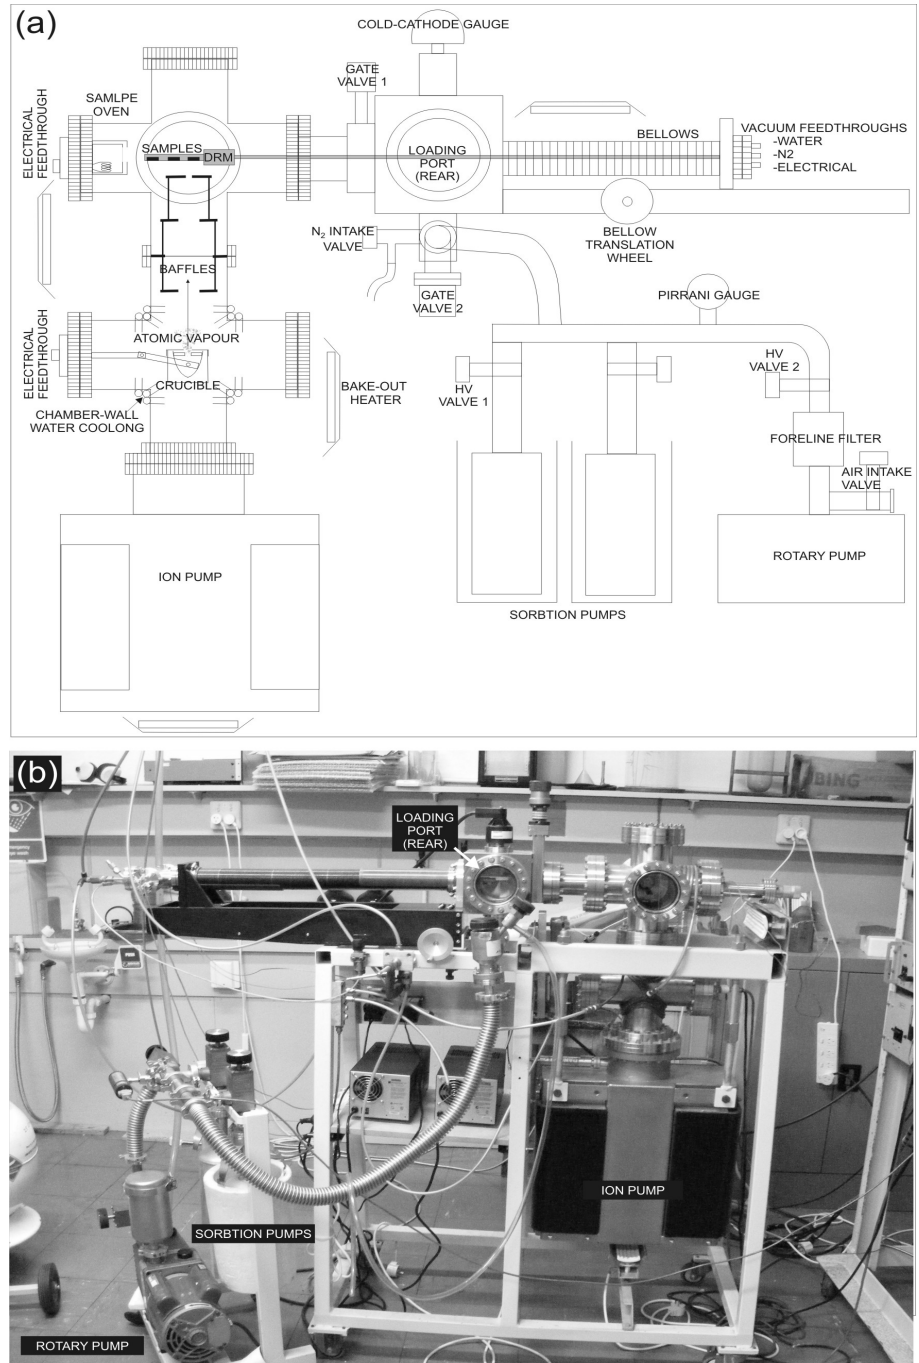 (a)
COLD-CATHODE GAUGE
GATE
VALVE 1
SAMLPE
OVEN
ELECTRICAL
FEEDTHROUGH
SAMPLES
DRM
LOADING
PORT
(REAR)
BELLOWS
VACUUM FEEDTHROUGHS
-WATER
-N2
-ELECTRICAL
N2 INTAKE
VALVE
BELLOW
TRANSLATION
WHEEL
BAFFLES
GATE
VALVE 2
PIRRANI GAUGE
ELECTRICAL
FEEDTHROUGH
ATOMIC VAPOUR
CRUCIBLE
CHAMBER-WALL
WATER COOLONG
BAKE-OUT
HEATER
HV
VALVE 1
HV
VALVE 2
FORELINE FILTER
AIR INTAKE
VALVE
ION PUMP
ROTARY PUMP
SORBTION PUMPS
(b)
LOADING
PORT
(REAR)
BING
ION PUMP
SORBTION PUMPS
ROTARY PUMP